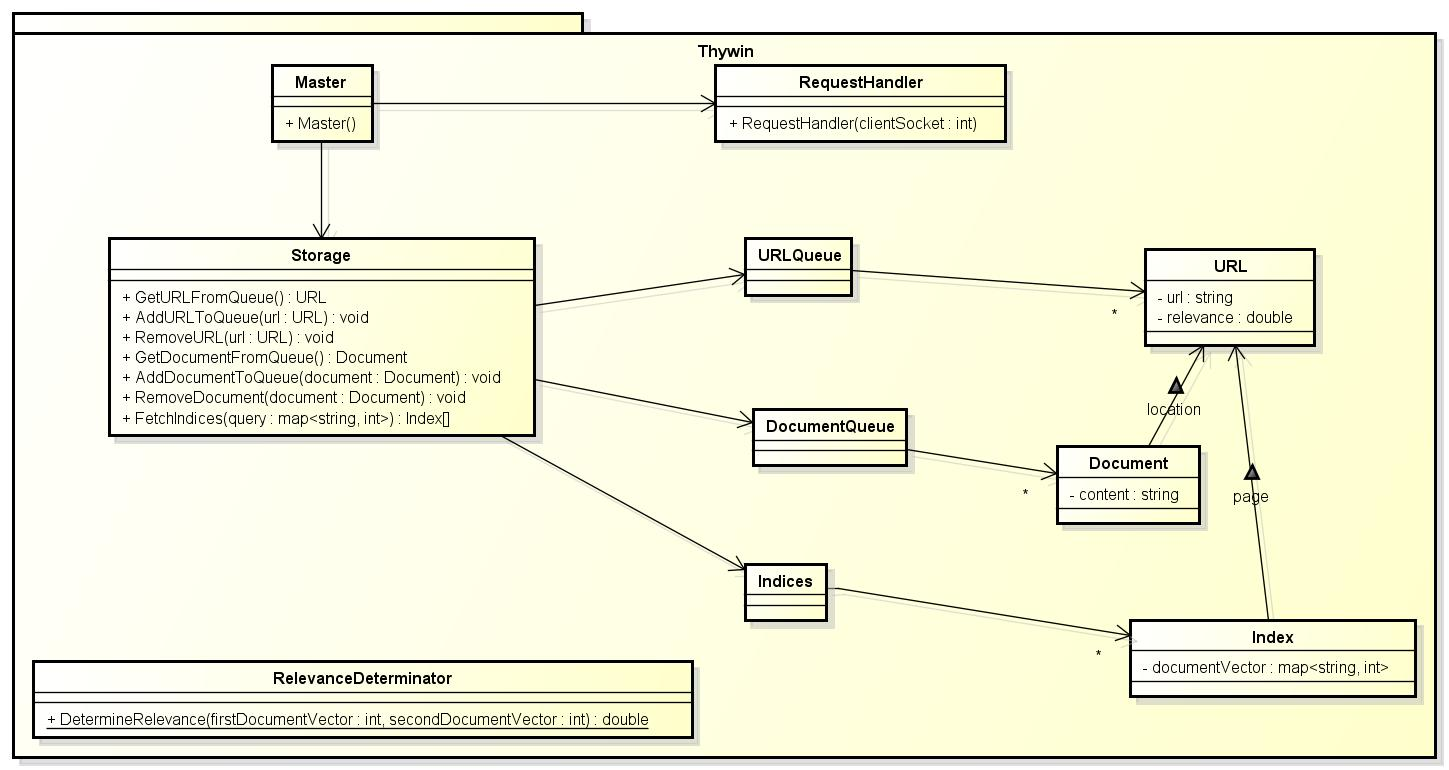 Thywin
Master
+ Master()
RequestHandler
+ RequestHandler(clientSocket : int)
Storage
+ GetURLFromQueue() : URL
+ AddURLToQueue(url : URL) : void
+ RemoveURL(url : URL) : void
+ GetDocumentFromQueue() : Document
+ AddDocumentToQueue(document : Document) : void
+ RemoveDocument(document : Document) : void
+ FetchIndices(query : map<string, int>) : Index[]
URLQueue
*
URL
- url : string
- relevance : double
location
DocumentQueue
*
Document
- content : string
page
Indices
*
Index
- documentVector : map<string, int>
RelevanceDeterminator
+ DetermineRelevance(firstDocumentVector : int, secondDocumentVector : int) : double